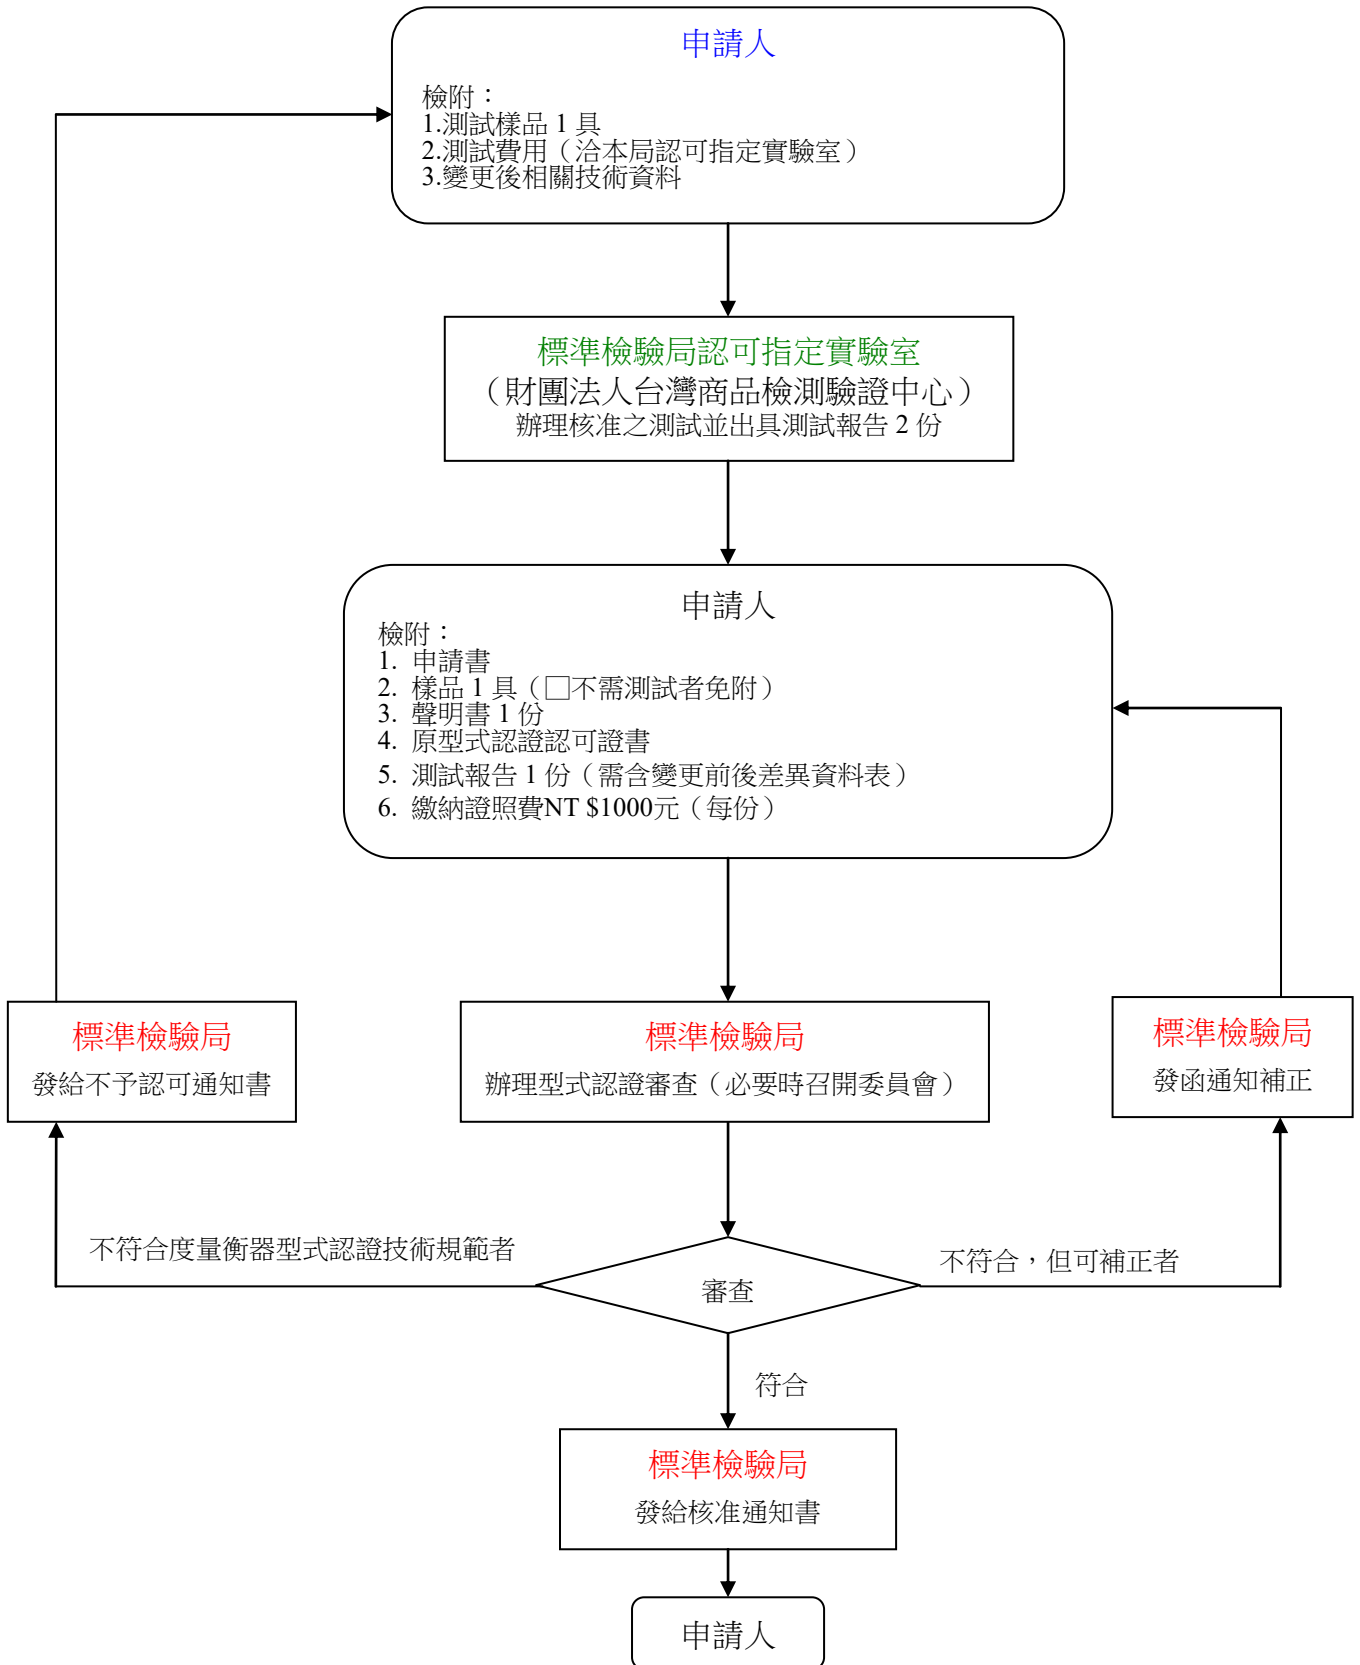 申請人
檢附：
1.測試樣品 1 具
2.測試費用（洽本局認可指定實驗室）
3.變更後相關技術資料
標準檢驗局認可指定實驗室
（財團法人台灣商品檢測驗證中心）
辦理核准之測試並出具測試報告 2 份
申請人
檢附：
1. 申請書
2. 樣品 1 具（□不需測試者免附）
3. 聲明書 1 份
4. 原型式認證認可證書
5. 測試報告 1 份（需含變更前後差異資料表）
6. 繳納證照費NT $1000元（每份）
標準檢驗局
發給不予認可通知書
標準檢驗局
辦理型式認證審查（必要時召開委員會）
標準檢驗局
發函通知補正
不符合度量衡器型式認證技術規範者
審查
不符合，但可補正者
符合
標準檢驗局
發給核准通知書
申請人